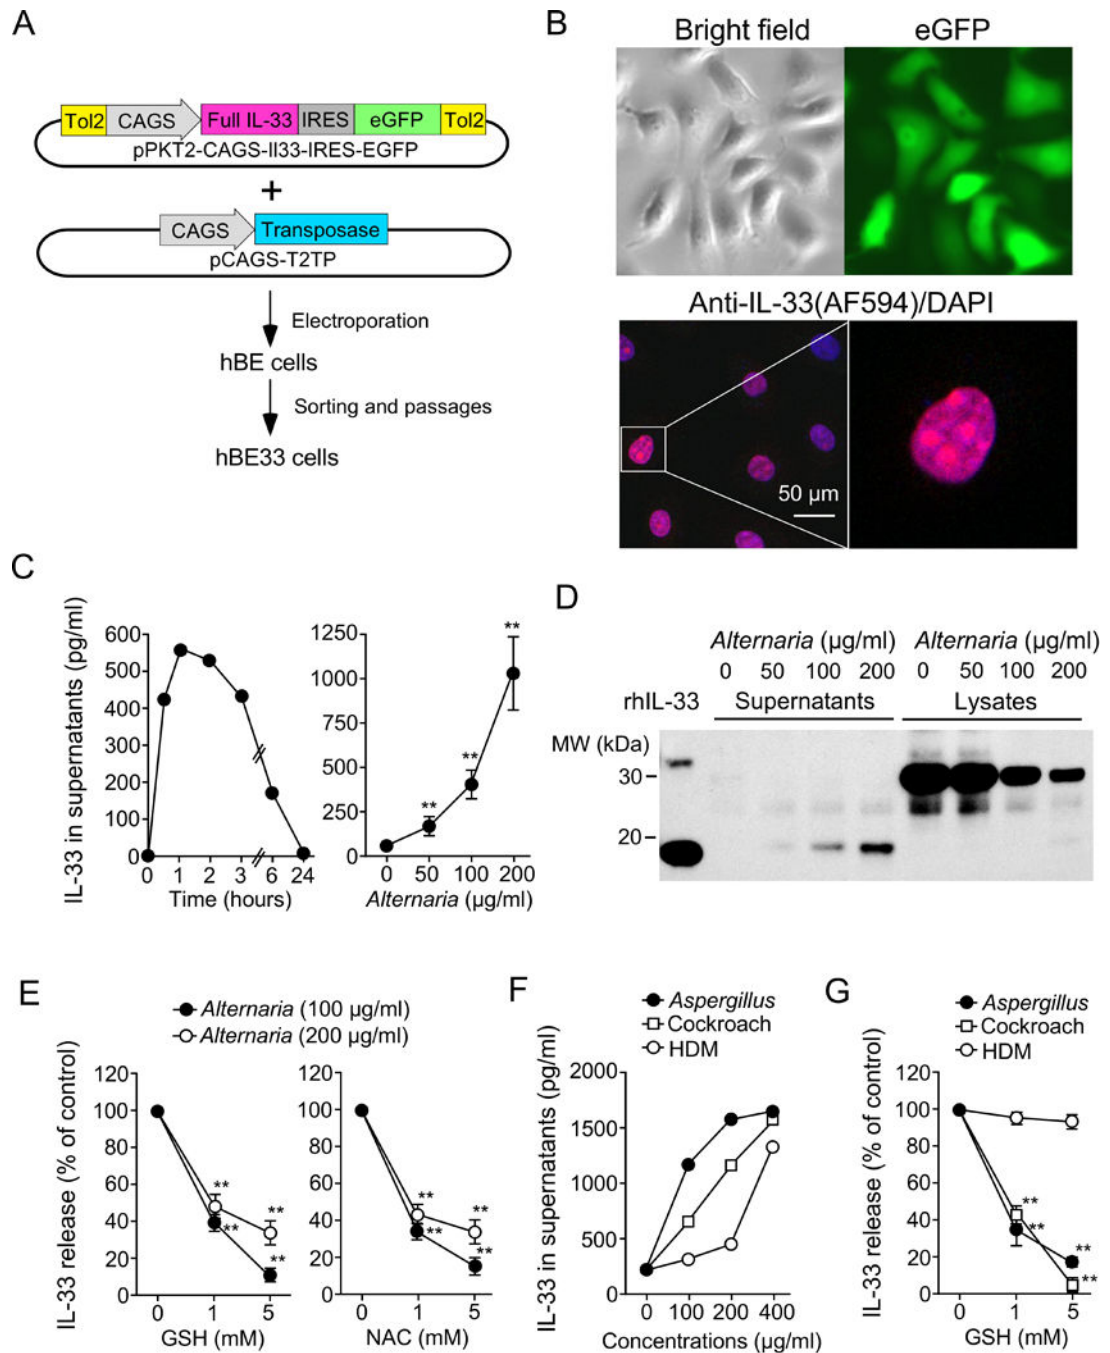 A
Tol2 CAGS Full IL-33 IRES eGFP Tol2
pPKT2-CAGS-Il33-IRES-EGFP
+
CAGS Transposase
pCAGS-T2TP
Electroporation
hBE cells
Sorting and passages
hBE33 cells
B
Bright field eGFP
Anti-IL-33(AF594)/DAPI
50 µm
C
IL-33 in supernatants (pg/ml)
600
500
400
300
200
100
0
0 1 2 3 6 24
Time (hours)
1250
1000
750
500
250
0
** ** **
0 50 100 200
Alternaria (µg/ml)
D
Alternaria (µg/ml) Alternaria (µg/ml)
0 50 100 200 0 50 100 200
rhIL-33 Supernatants Lysates
MW (kDa)
30
20
E
Alternaria (100 µg/ml)
Alternaria (200 µg/ml)
IL-33 release (% of control)
120
100
80
60
40
20
0
** ** ** **
0 1 5
GSH (mM)
120
100
80
60
40
20
0
** ** ** **
0 1 5
NAC (mM)
F
Aspergillus
Cockroach
HDM
IL-33 in supernatants (pg/ml)
2000
1500
1000
500
0
0 100 200 400
Concentrations (µg/ml)
G
Aspergillus
Cockroach
HDM
IL-33 release (% of control)
120
100
80
60
40
20
0
** ** ** **
0 1 5
GSH (mM)